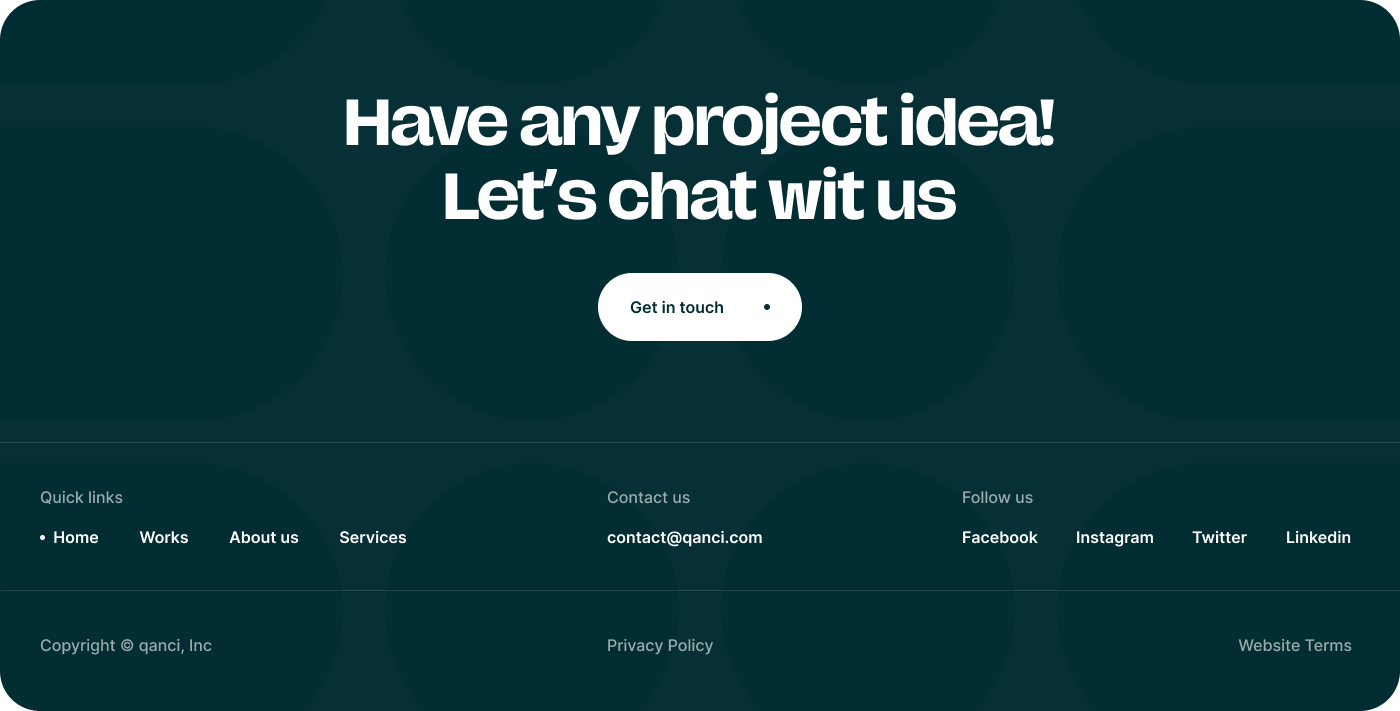 Have any project idea!
Let’s chat wit us
Get in touch
Quick links
Contact us
Follow us
Home Works About us Services
contact@qanci.com
Facebook Instagram Twitter Linkedin
Copyright © qanci, Inc
Privacy Policy
Website Terms